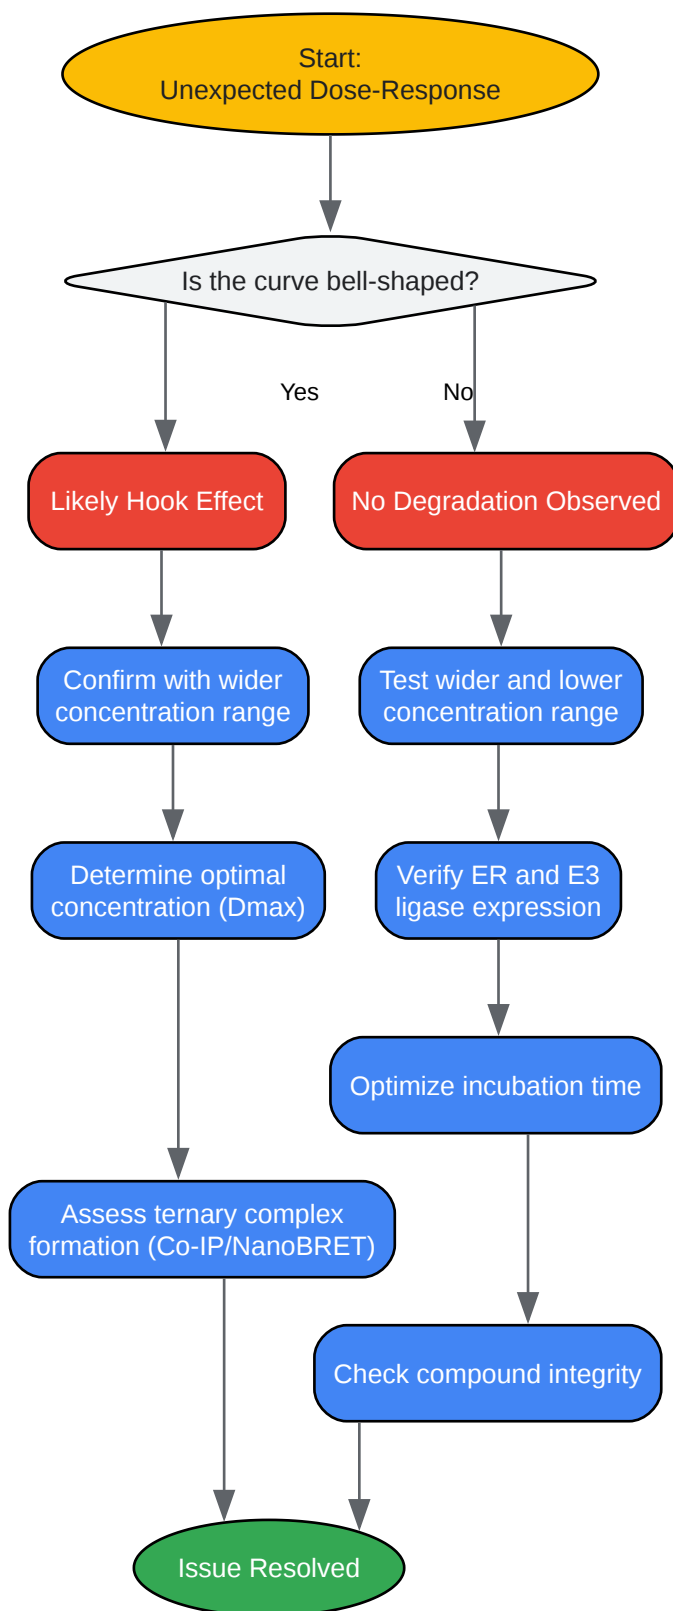 Start:
Unexpected Dose-Response
Is the curve bell-shaped?
Yes
No
Likely Hook Effect
No Degradation Observed
Confirm with wider
concentration range
Test wider and lower
concentration range
Determine optimal
concentration (Dmax)
Verify ER and E3
ligase expression
Optimize incubation time
Assess ternary complex
formation (Co-IP/NanoBRET)
Check compound integrity
Issue Resolved